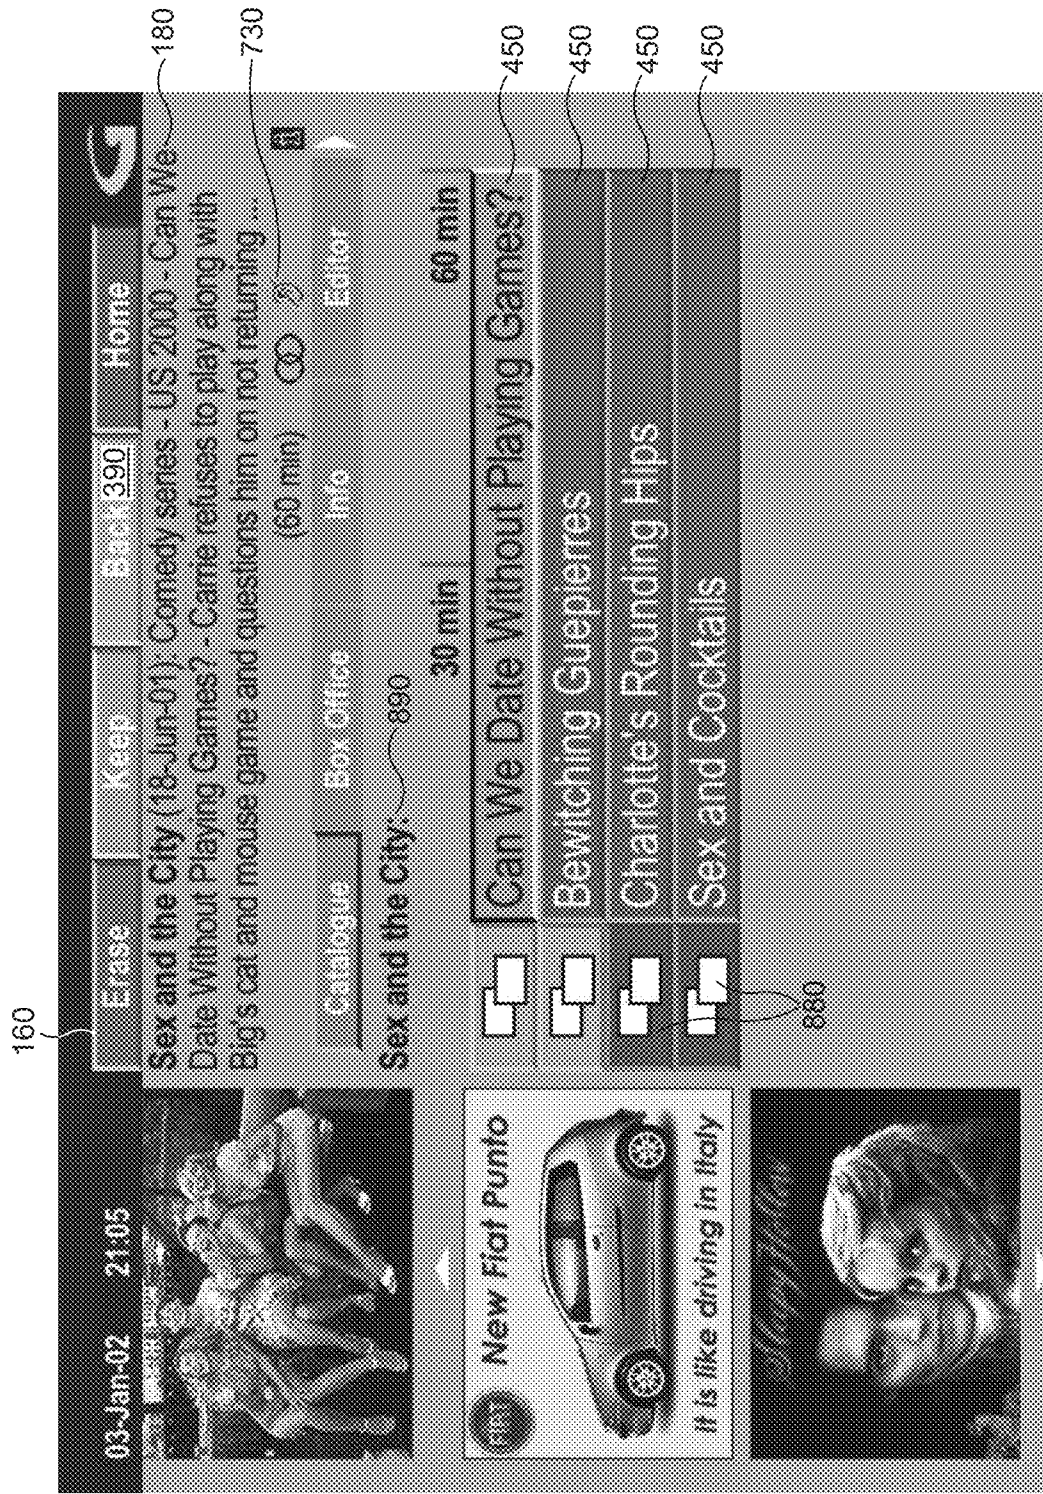 160
03-Jan-02 21:05
Erase Keep Back 390 Home
Sex and the City (18-Jun-01): Comedy series - US 2000 - Can We
180
Date Without Playing Games? - Carrie refuses to play along with
Big's cat and mouse game and questions him on not returning ...
730
(60 min)
Catalogue Box Office Info Editor
Sex and the City:
890
30 min 60 min
Can We Date Without Playing Games?
450
Bewitching Guepierres
450
Charlotte's Rounding Hips
450
Sex and Cocktails
450
880
New Fiat Punto
FIAT
It is like driving in Italy